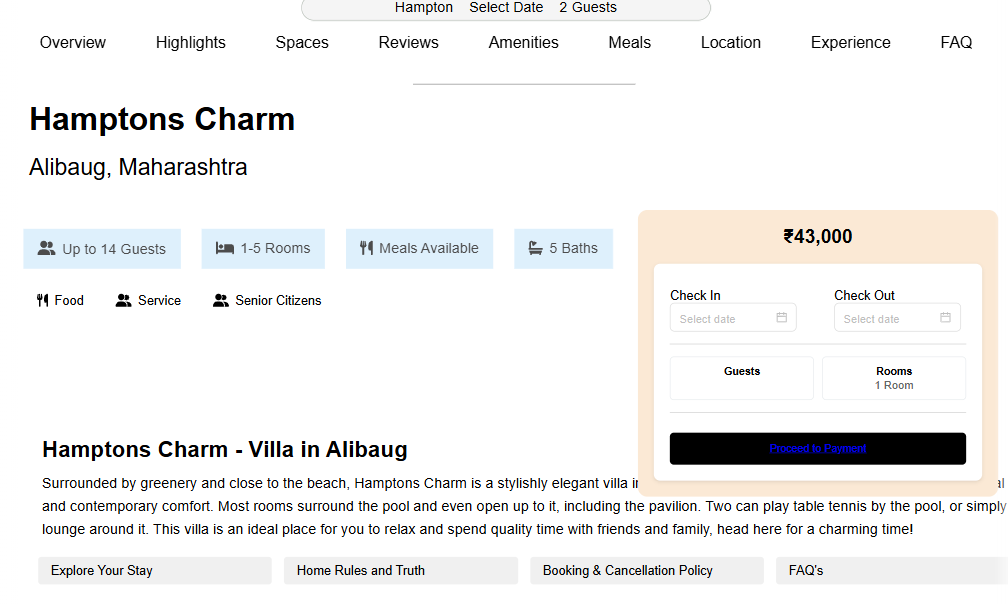 Hampton Select Date 2 Guests
Overview Highlights Spaces Reviews Amenities Meals Location Experience FAQ
Hamptons Charm
Alibaug, Maharashtra
Up to 14 Guests 1-5 Rooms Meals Available 5 Baths
Food Service Senior Citizens
₹43,000
Check In Check Out
Select date Select date
Guests Rooms
1 Room
Proceed to Payment
Hamptons Charm - Villa in Alibaug
Surrounded by greenery and close to the beach, Hamptons Charm is a stylishly elegant villa
and contemporary comfort. Most rooms surround the pool and even open up to it, including the pavilion. Two can play table tennis by the pool, or simply
lounge around it. This villa is an ideal place for you to relax and spend quality time with friends and family, head here for a charming time!
Explore Your Stay Home Rules and Truth Booking & Cancellation Policy FAQ's